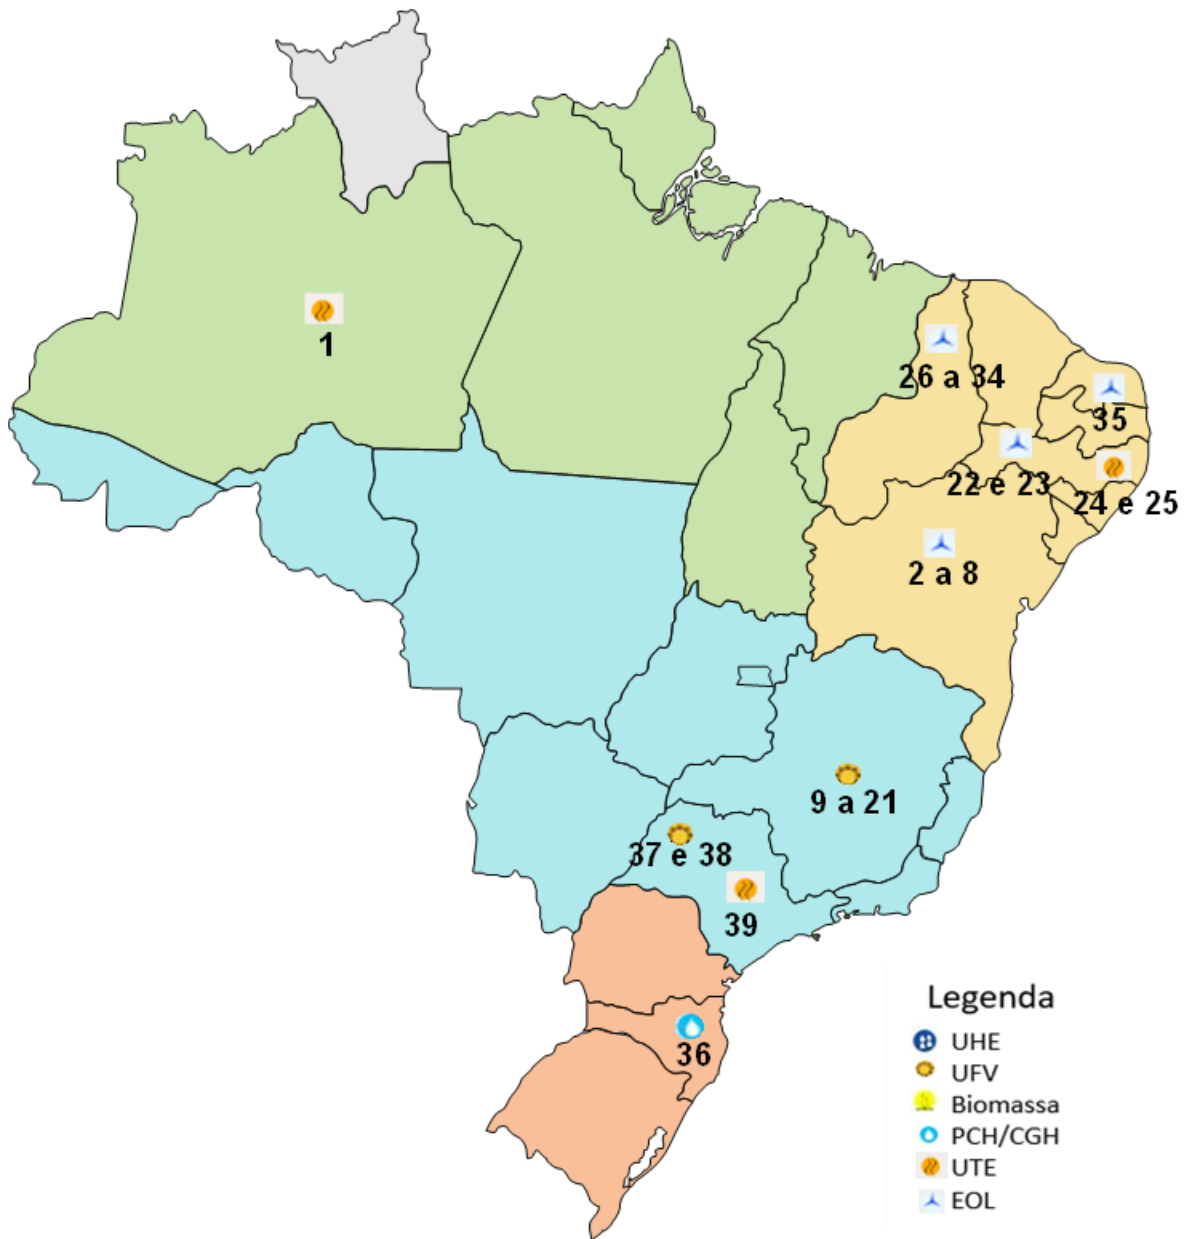 1
26 a 34
35
22 e 23
24 e 25
2 a 8
9 a 21
37 e 38
39
36
Legenda
UHE
UFV
Biomassa
PCH/CGH
UTE
EOL